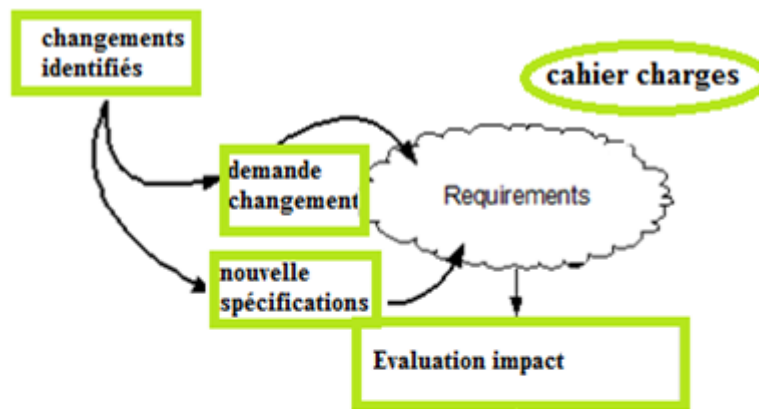 changements
identifiés
cahier charges
demande
changement
Requirements
nouvelle
spécifications
Evaluation impact